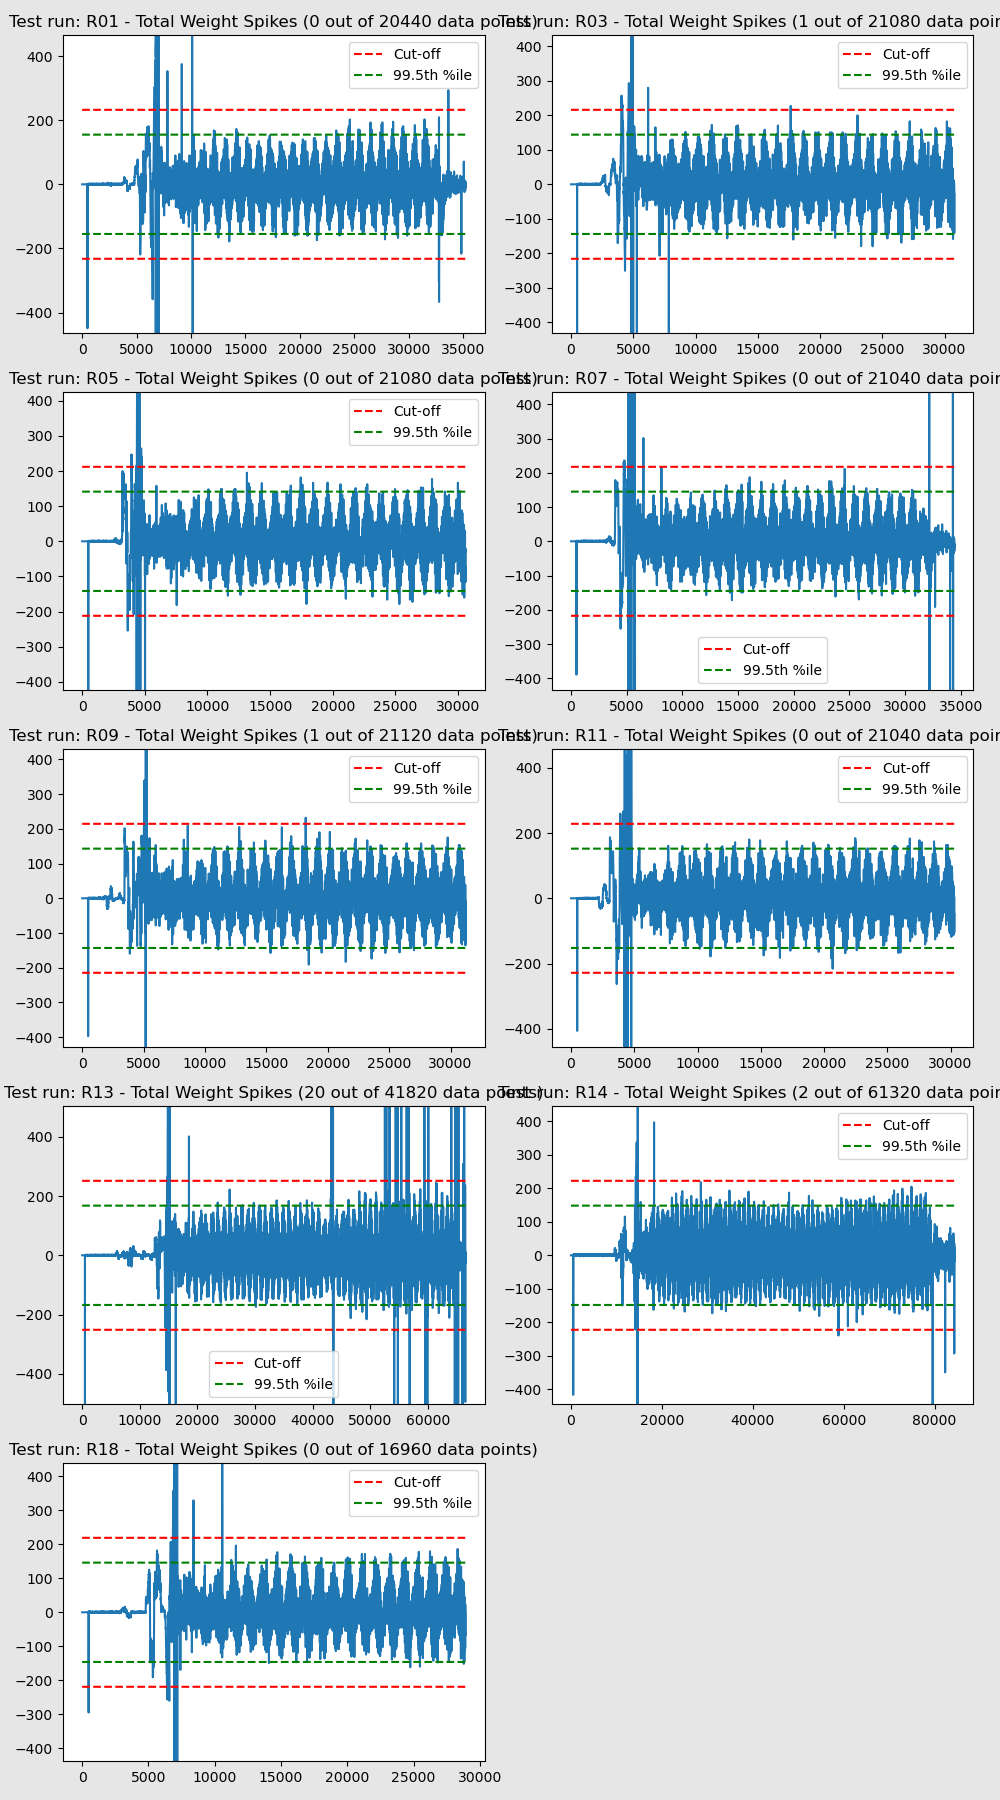 Test run: R01 - Total Weight Spikes (0 out of 20440 data points)
400
200
0
−200
−400
0 5000 10000 15000 20000 25000 30000 35000
Cut-off
99.5th %ile
Test run: R03 - Total Weight Spikes (1 out of 21080 data poin
400
300
200
100
0
−100
−200
−300
−400
0 5000 10000 15000 20000 25000 30000
Cut-off
99.5th %ile
Test run: R05 - Total Weight Spikes (0 out of 21080 data points)
400
300
200
100
0
−100
−200
−300
−400
0 5000 10000 15000 20000 25000 30000
Cut-off
99.5th %ile
Test run: R07 - Total Weight Spikes (0 out of 21040 data poin
400
300
200
100
0
−100
−200
−300
−400
0 5000 10000 15000 20000 25000 30000 35000
Cut-off
99.5th %ile
Test run: R09 - Total Weight Spikes (1 out of 21120 data points)
400
300
200
100
0
−100
−200
−300
−400
0 5000 10000 15000 20000 25000 30000
Cut-off
99.5th %ile
Test run: R11 - Total Weight Spikes (0 out of 21040 data poin
400
200
0
−200
−400
0 5000 10000 15000 20000 25000 30000
Cut-off
99.5th %ile
Test run: R13 - Total Weight Spikes (20 out of 41820 data points)
400
200
0
−200
−400
0 10000 20000 30000 40000 50000 60000
Cut-off
99.5th %ile
Test run: R14 - Total Weight Spikes (2 out of 61320 data poin
400
300
200
100
0
−100
−200
−300
−400
0 20000 40000 60000 80000
Cut-off
99.5th %ile
Test run: R18 - Total Weight Spikes (0 out of 16960 data points)
400
300
200
100
0
−100
−200
−300
−400
0 5000 10000 15000 20000 25000 30000
Cut-off
99.5th %ile